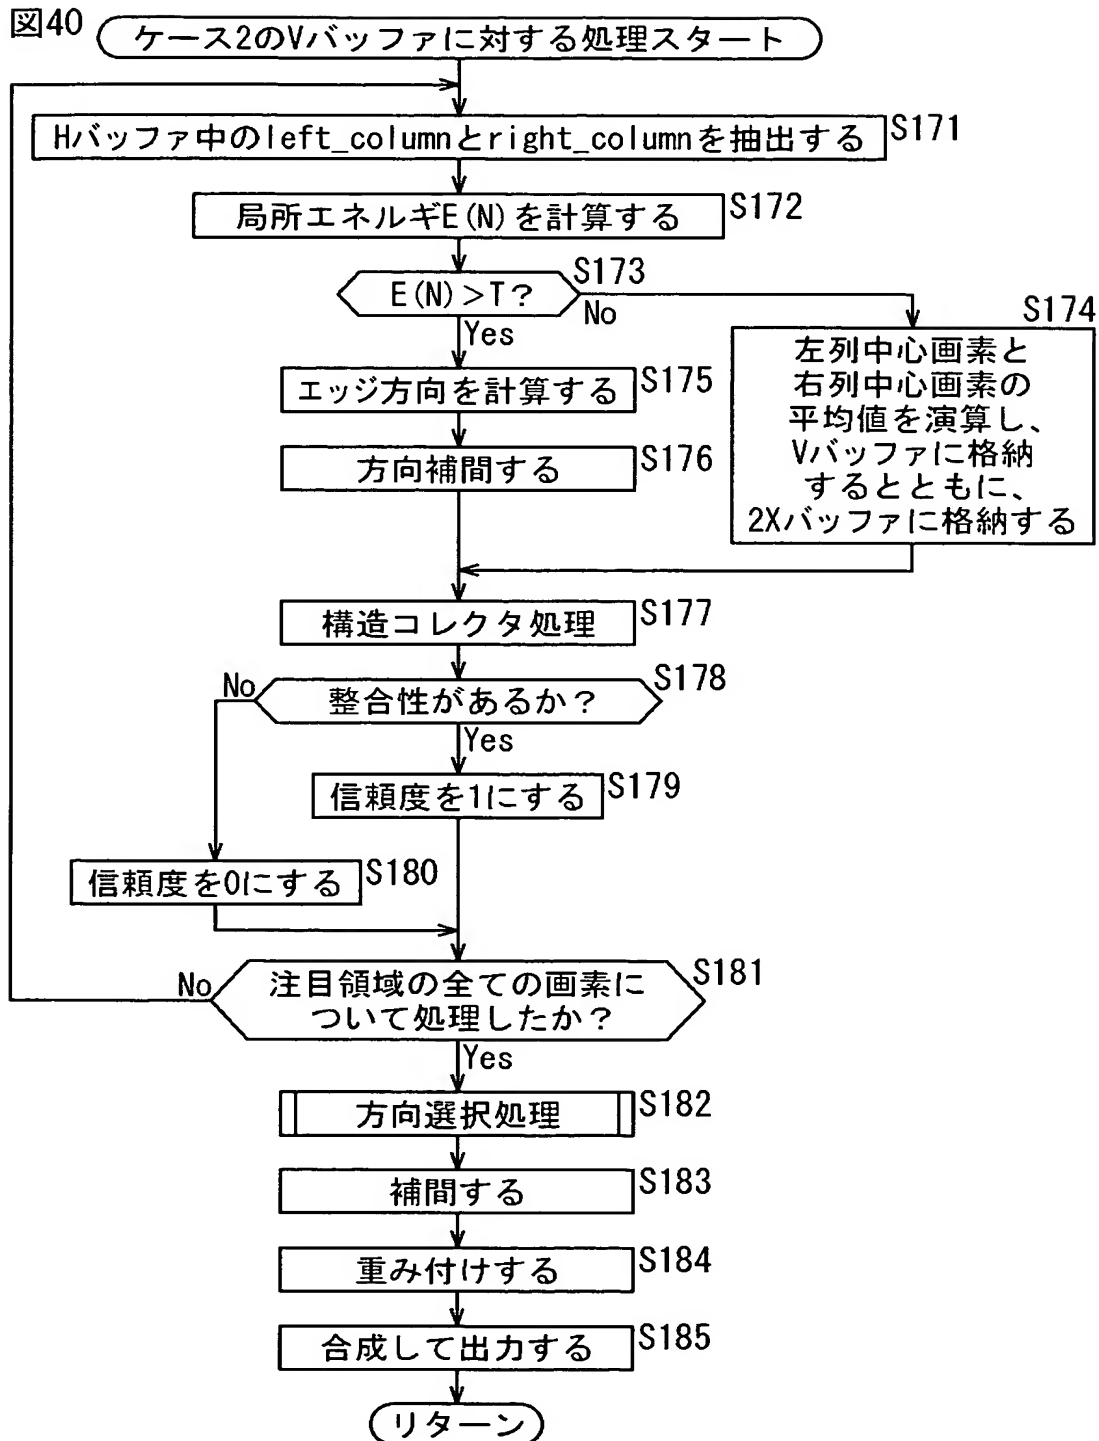 図40
ケース2のVバッファに対する処理スタート
Hバッファ中のleft_columnとright_columnを抽出する
S171
局所エネルギE(N)を計算する
S172
E(N)>T?
S173
No
Yes
S174
左列中心画素と
右列中心画素の
平均値を演算し、
Vバッファに格納
するとともに、
2Xバッファに格納する
エッジ方向を計算する
S175
方向補間する
S176
構造コレクタ処理
S177
整合性があるか?
S178
No
Yes
信頼度を1にする
S179
信頼度を0にする
S180
注目領域の全ての画素に
ついて処理したか?
S181
No
Yes
方向選択処理
S182
補間する
S183
重み付けする
S184
合成して出力する
S185
リターン